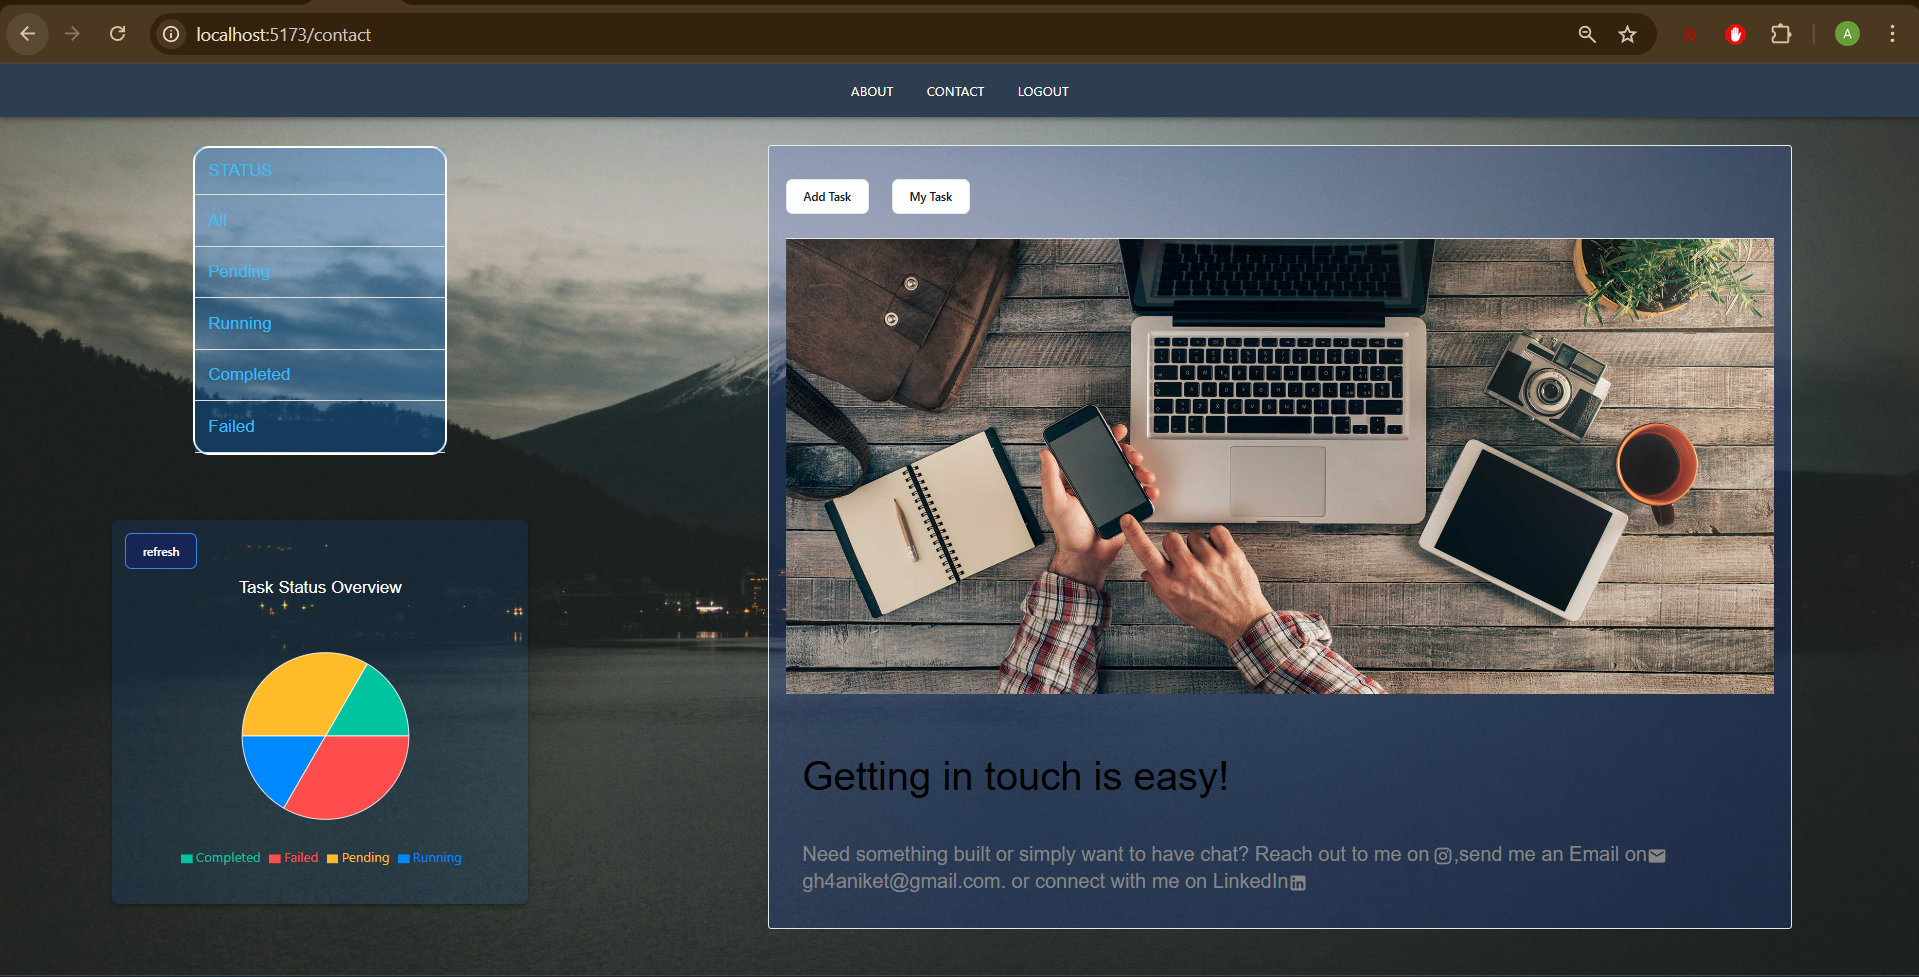 localhost:5173/contact
A
ABOUT CONTACT LOGOUT
STATUS
All
Pending
Running
Completed
Failed
refresh
Task Status Overview
Completed Failed Pending Running
Add Task My Task
Getting in touch is easy!
Need something built or simply want to have chat? Reach out to me on ,send me an Email on
gh4aniket@gmail.com. or connect with me on LinkedIn